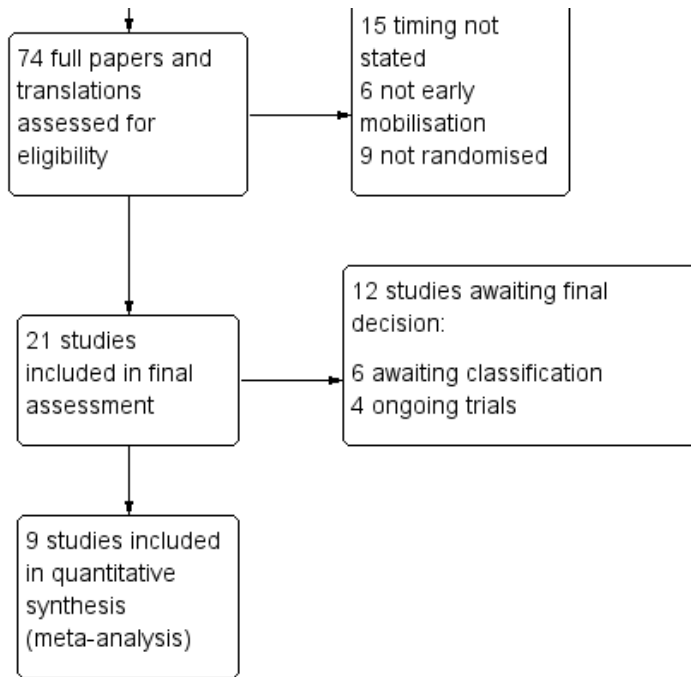 74 full papers and
translations
assessed for
eligibility
15 timing not
stated
6 not early
mobilisation
9 not randomised
21 studies
included in final
assessment
12 studies awaiting final
decision:
6 awaiting classification
4 ongoing trials
9 studies included
in quantitative
synthesis
(meta-analysis)